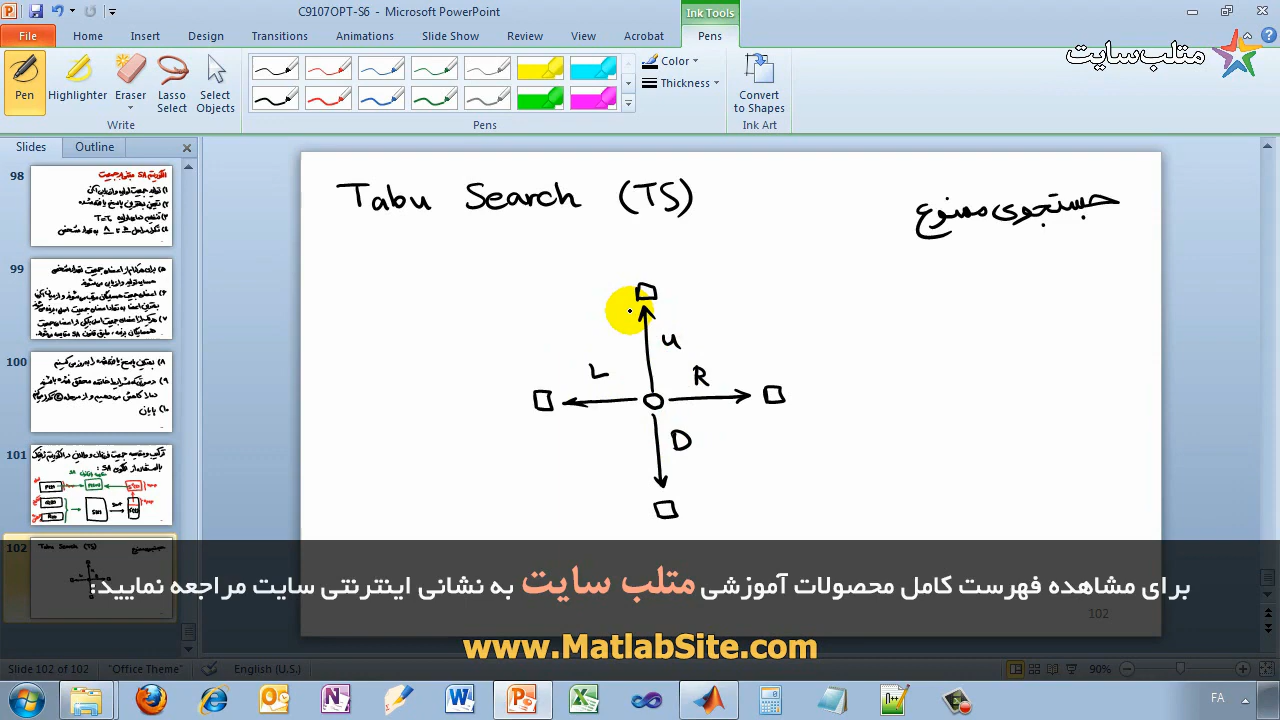 C9107OPT-S6 - Microsoft PowerPoint
Ink Tools
File
Home
Insert
Design
Transitions
Animations
Slide Show
Review
View
Acrobat
Pens
متلب سایت
Pen
Highlighter
Eraser
Lasso
Select
Select
Objects
Color
Thickness
Convert
to Shapes
Write
Pens
Ink Art
Slides
Outline
98
99
100
101
102
Tabu Search (TS)
جستجوی ممنوع
U
L
R
D
برای مشاهده فهرست کامل محصولات آموزشی متلب سایت به نشانی اینترنتی سایت مراجعه نمایید:
102
www.MatlabSite.com
Slide 102 of 102
"Office Theme"
English (U.S.)
90%
FA